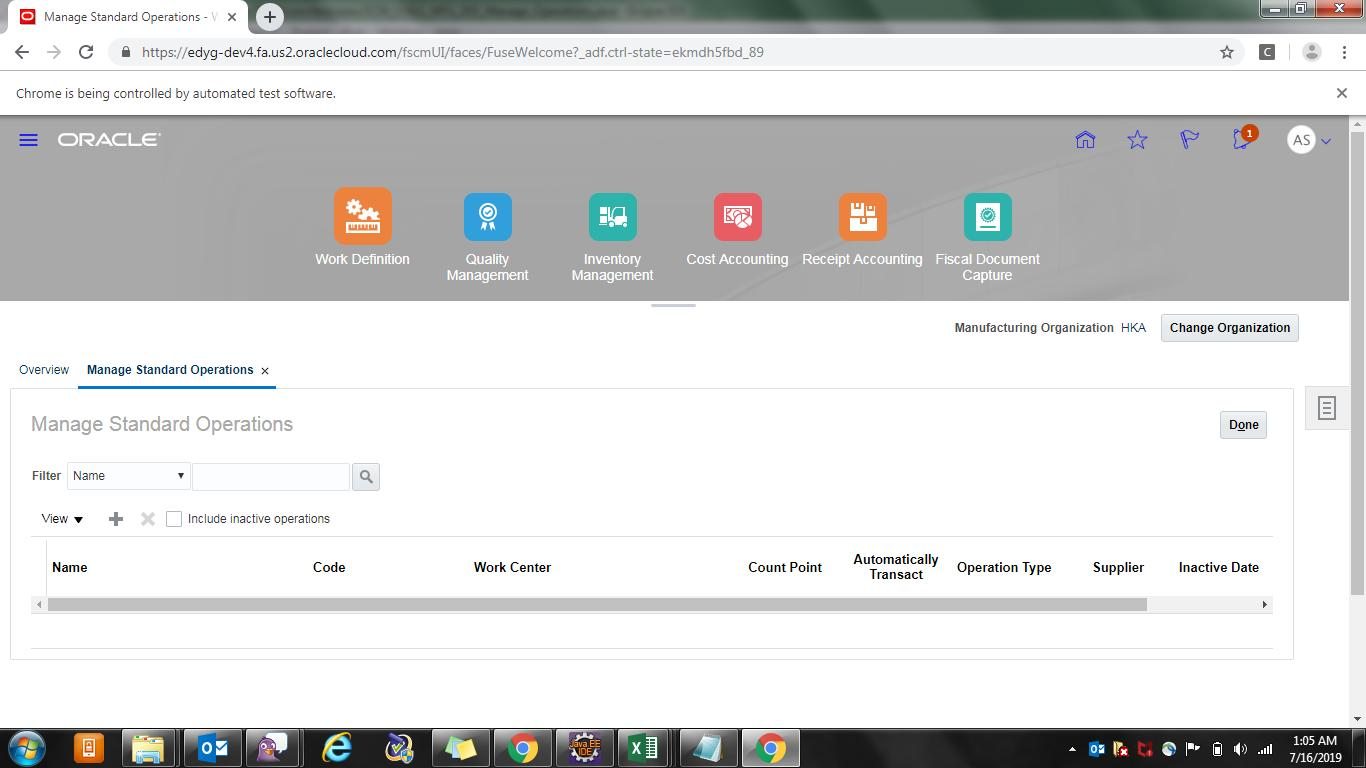 Manage Standard Operations - W
https://edyg-dev4.fa.us2.oraclecloud.com/fscmUI/faces/FuseWelcome?_adf.ctrl-state=ekmdh5fbd_89
C
Chrome is being controlled by automated test software.
ORACLE
1
AS
Work Definition
Quality
Management
Inventory
Management
Cost Accounting
Receipt Accounting
Fiscal Document
Capture
Manufacturing Organization HKA
Change Organization
Overview
Manage Standard Operations
Manage Standard Operations
Done
Filter
Name
View
Include inactive operations
Name
Code
Work Center
Count Point
Automatically
Transact
Operation Type
Supplier
Inactive Date
Java EE
IDE
1:05 AM
7/16/2019